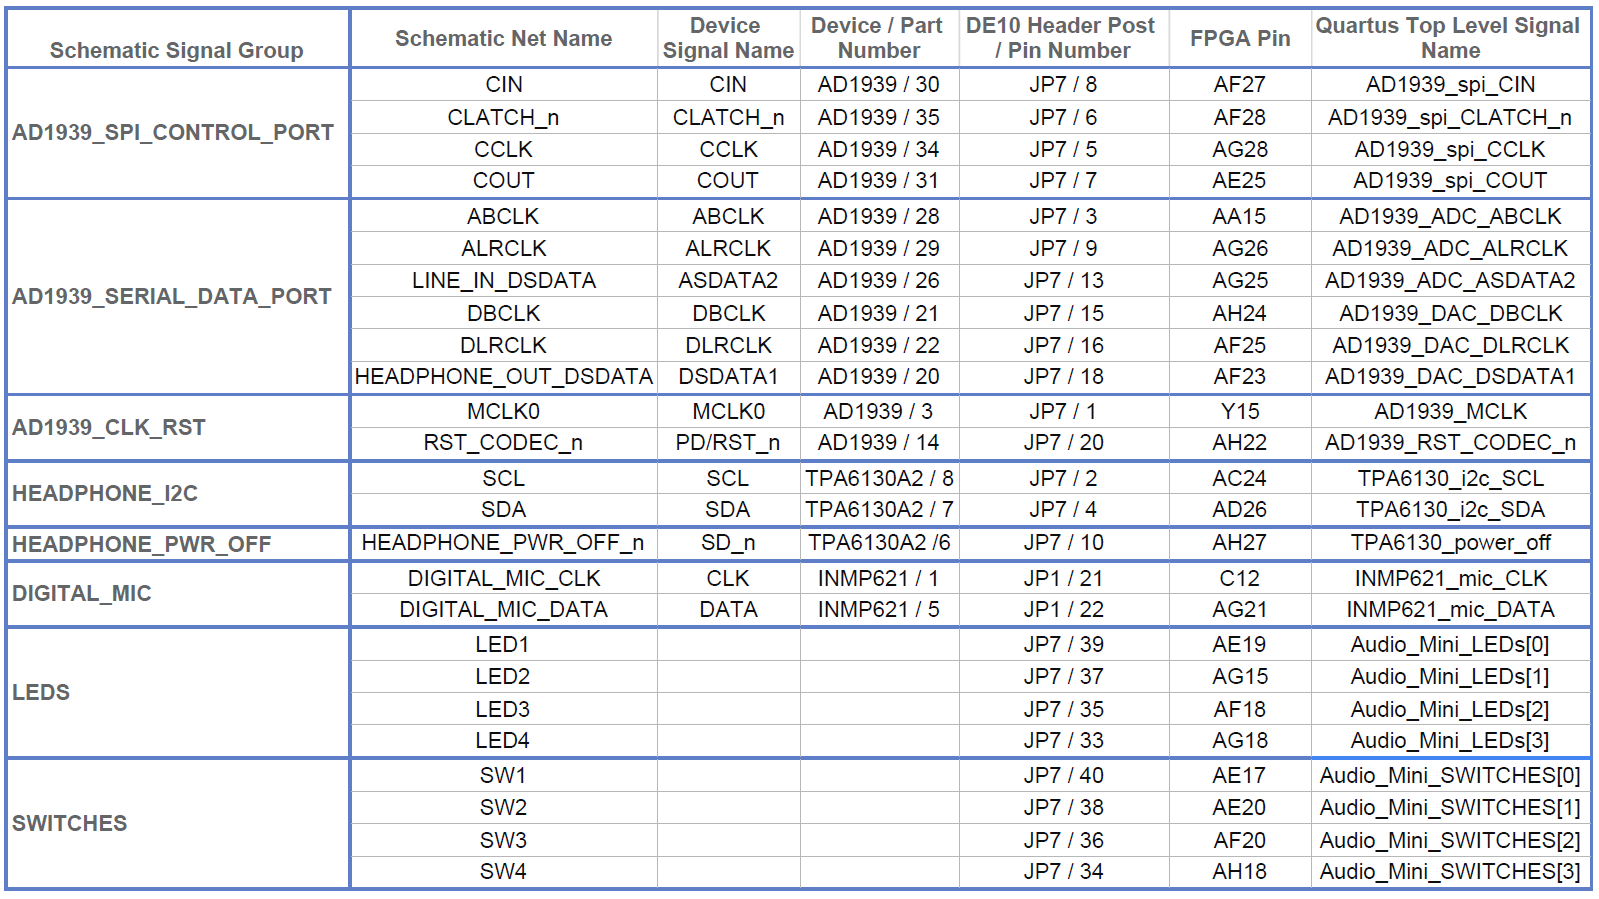 Schematic Signal Group Schematic Net Name Device Signal Name Device / Part Number DE10 Header Post / Pin Number FPGA Pin Quartus Top Level Signal Name
AD1939_SPI_CONTROL_PORT CIN CIN AD1939 / 30 JP7 / 8 AF27 AD1939_spi_CIN
CLATCH_n CLATCH_n AD1939 / 35 JP7 / 6 AF28 AD1939_spi_CLATCH_n
CCLK CCLK AD1939 / 34 JP7 / 5 AG28 AD1939_spi_CCLK
COUT COUT AD1939 / 31 JP7 / 7 AE25 AD1939_spi_COUT
AD1939_SERIAL_DATA_PORT ABCLK ABCLK AD1939 / 28 JP7 / 3 AA15 AD1939_ADC_ABCLK
ALRCLK ALRCLK AD1939 / 29 JP7 / 9 AG26 AD1939_ADC_ALRCLK
LINE_IN_DSDATA ASDATA2 AD1939 / 26 JP7 / 13 AG25 AD1939_ADC_ASDATA2
DBCLK DBCLK AD1939 / 21 JP7 / 15 AH24 AD1939_DAC_DBCLK
DLRCLK DLRCLK AD1939 / 22 JP7 / 16 AF25 AD1939_DAC_DLRCLK
HEADPHONE_OUT_DSDATA DSDATA1 AD1939 / 20 JP7 / 18 AF23 AD1939_DAC_DSDATA1
AD1939_CLK_RST MCLK0 MCLK0 AD1939 / 3 JP7 / 1 Y15 AD1939_MCLK
RST_CODEC_n PD/RST_n AD1939 / 14 JP7 / 20 AH22 AD1939_RST_CODEC_n
HEADPHONE_I2C SCL SCL TPA6130A2 / 8 JP7 / 2 AC24 TPA6130_i2c_SCL
SDA SDA TPA6130A2 / 7 JP7 / 4 AD26 TPA6130_i2c_SDA
HEADPHONE_PWR_OFF HEADPHONE_PWR_OFF_n SD_n TPA6130A2 /6 JP7 / 10 AH27 TPA6130_power_off
DIGITAL_MIC DIGITAL_MIC_CLK CLK INMP621 / 1 JP1 / 21 C12 INMP621_mic_CLK
DIGITAL_MIC_DATA DATA INMP621 / 5 JP1 / 22 AG21 INMP621_mic_DATA
LEDS LED1 JP7 / 39 AE19 Audio_Mini_LEDs[0]
LED2 JP7 / 37 AG15 Audio_Mini_LEDs[1]
LED3 JP7 / 35 AF18 Audio_Mini_LEDs[2]
LED4 JP7 / 33 AG18 Audio_Mini_LEDs[3]
SWITCHES SW1 JP7 / 40 AE17 Audio_Mini_SWITCHES[0]
SW2 JP7 / 38 AE20 Audio_Mini_SWITCHES[1]
SW3 JP7 / 36 AF20 Audio_Mini_SWITCHES[2]
SW4 JP7 / 34 AH18 Audio_Mini_SWITCHES[3]